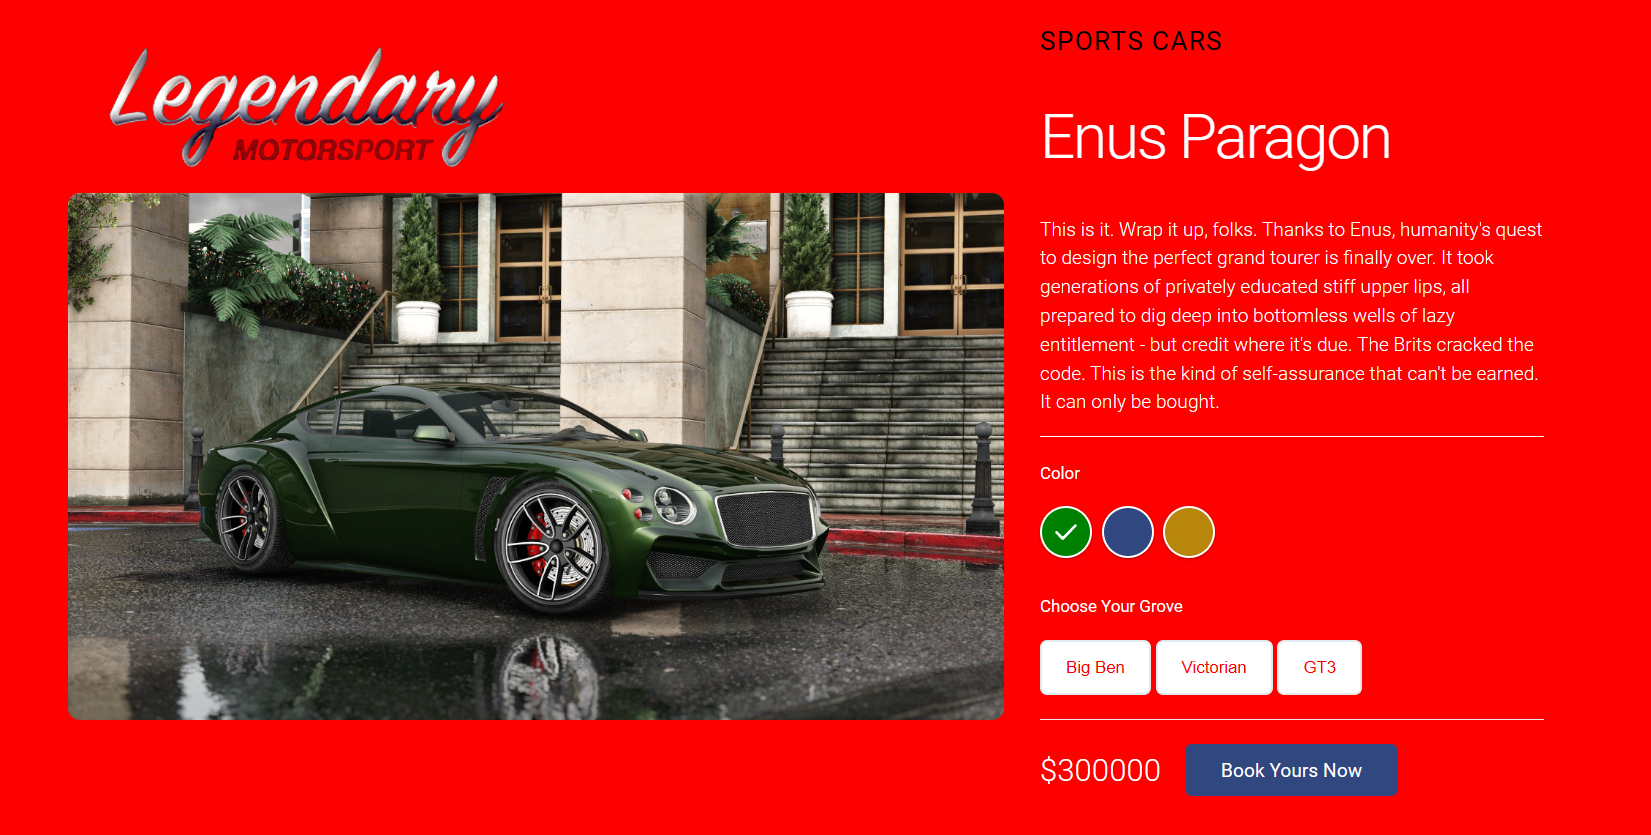 Legendary
MOTORSPORT
SPORTS CARS
Enus Paragon
This is it. Wrap it up, folks. Thanks to Enus, humanity's quest
to design the perfect grand tourer is finally over. It took
generations of privately educated stiff upper lips, all
prepared to dig deep into bottomless wells of lazy
entitlement - but credit where it's due. The Brits cracked the
code. This is the kind of self-assurance that can't be earned.
It can only be bought.
Color
Choose Your Grove
Big Ben Victorian GT3
$300000 Book Yours Now